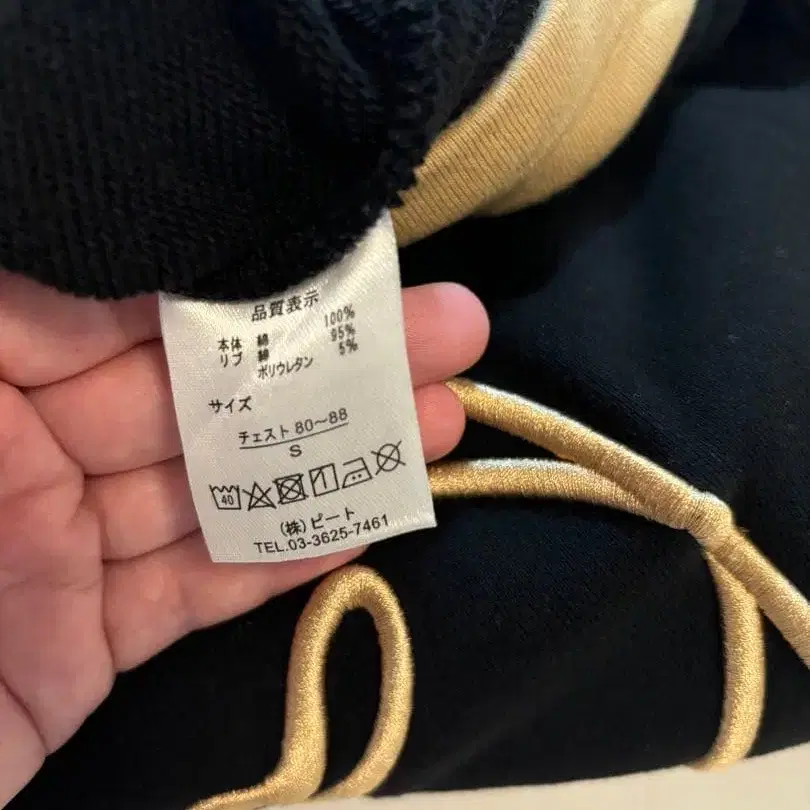 品質表示
本体 綿 100%
リブ 綿 95%
ポリウレタン 5%
サイズ
チェスト 80〜88
S
40
(株)ピート
TEL.03-3625-7461